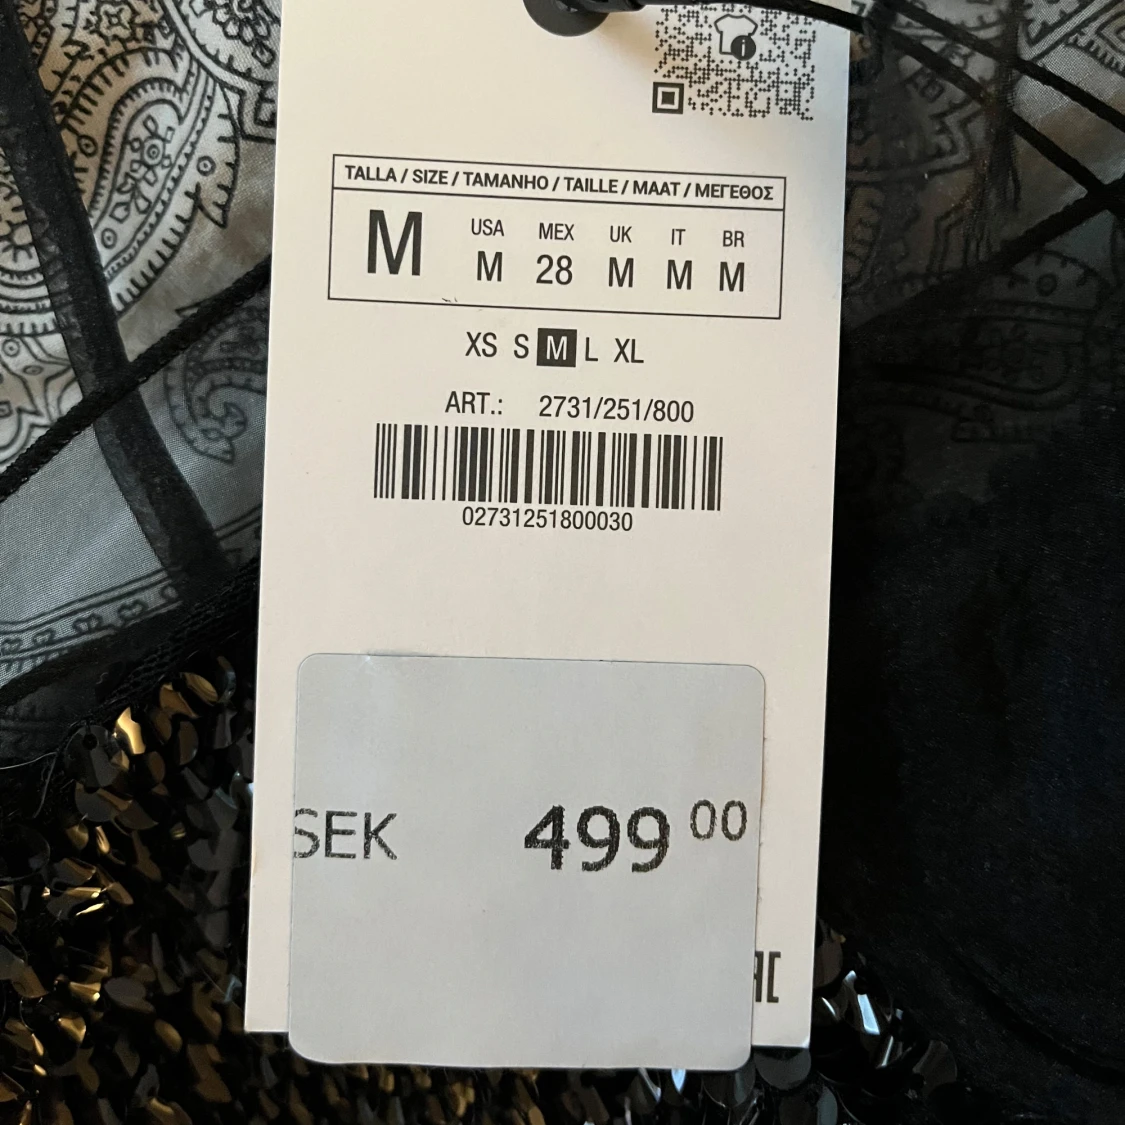 TALLA / SIZE / TAMANHO / TAILLE / MAAT / ΜΕΓΕΘΟΣ
M
USA MEX UK IT BR
M 28 M M M
XS S M L XL
ART.: 2731/251/800
02731251800030
SEK 499 00